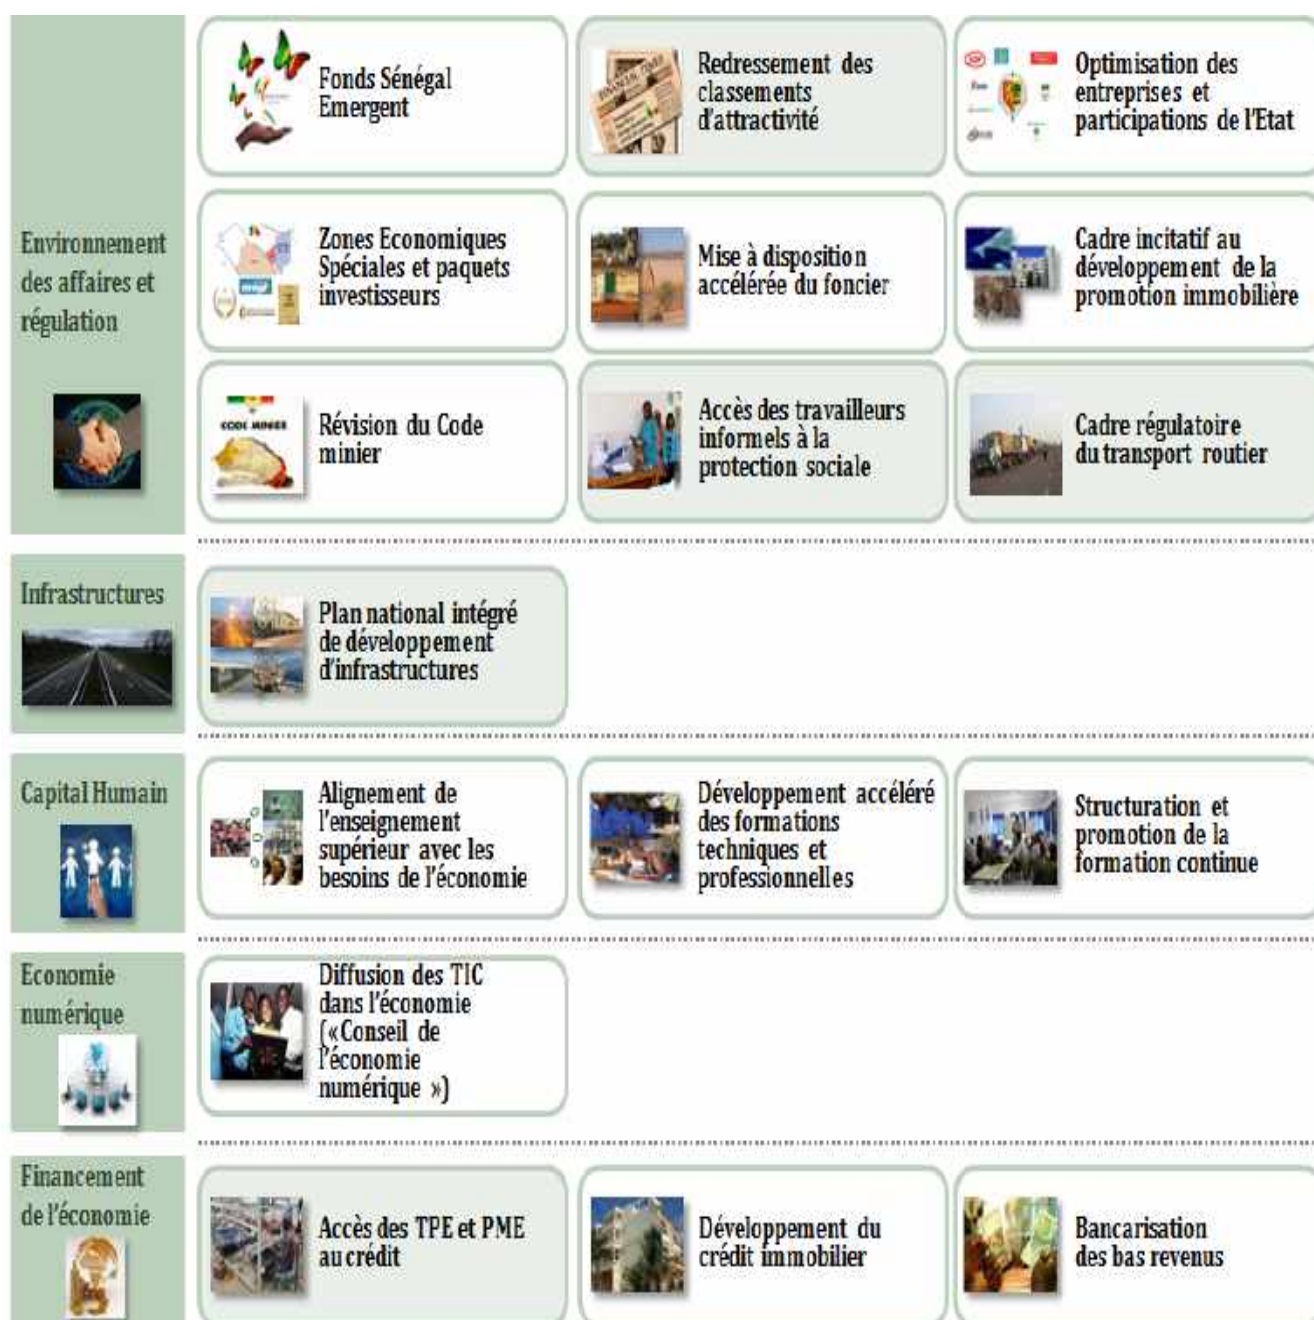 Environnement
des affaires et
régulation
Fonds Sénégal
Emergent
FINANCIAL TIMES
Redressement des
classements
d'attractivité
Optimisation des
entreprises et
participations de l'Etat
Zones Economiques
Spéciales et paquets
investisseurs
Mise à disposition
accélérée du foncier
Cadre incitatif au
développement de la
promotion immobilière
CODE MINIER
Révision du Code
minier
Accès des travailleurs
informels à la
protection sociale
Cadre régulatoire
du transport routier
Infrastructures
Plan national intégré
de développement
d'infrastructures
Capital Humain
Alignement de
l'enseignement
supérieur avec les
besoins de l'économie
Développement accéléré
des formations
techniques et
professionnelles
Structuration et
promotion de la
formation continue
Economie
numérique
Diffusion des TIC
dans l'économie
(«Conseil de
l'économie
numérique »)
Financement
de l'économie
Accès des TPE et PME
au crédit
Développement du
crédit immobilier
Bancarisation
des bas revenus